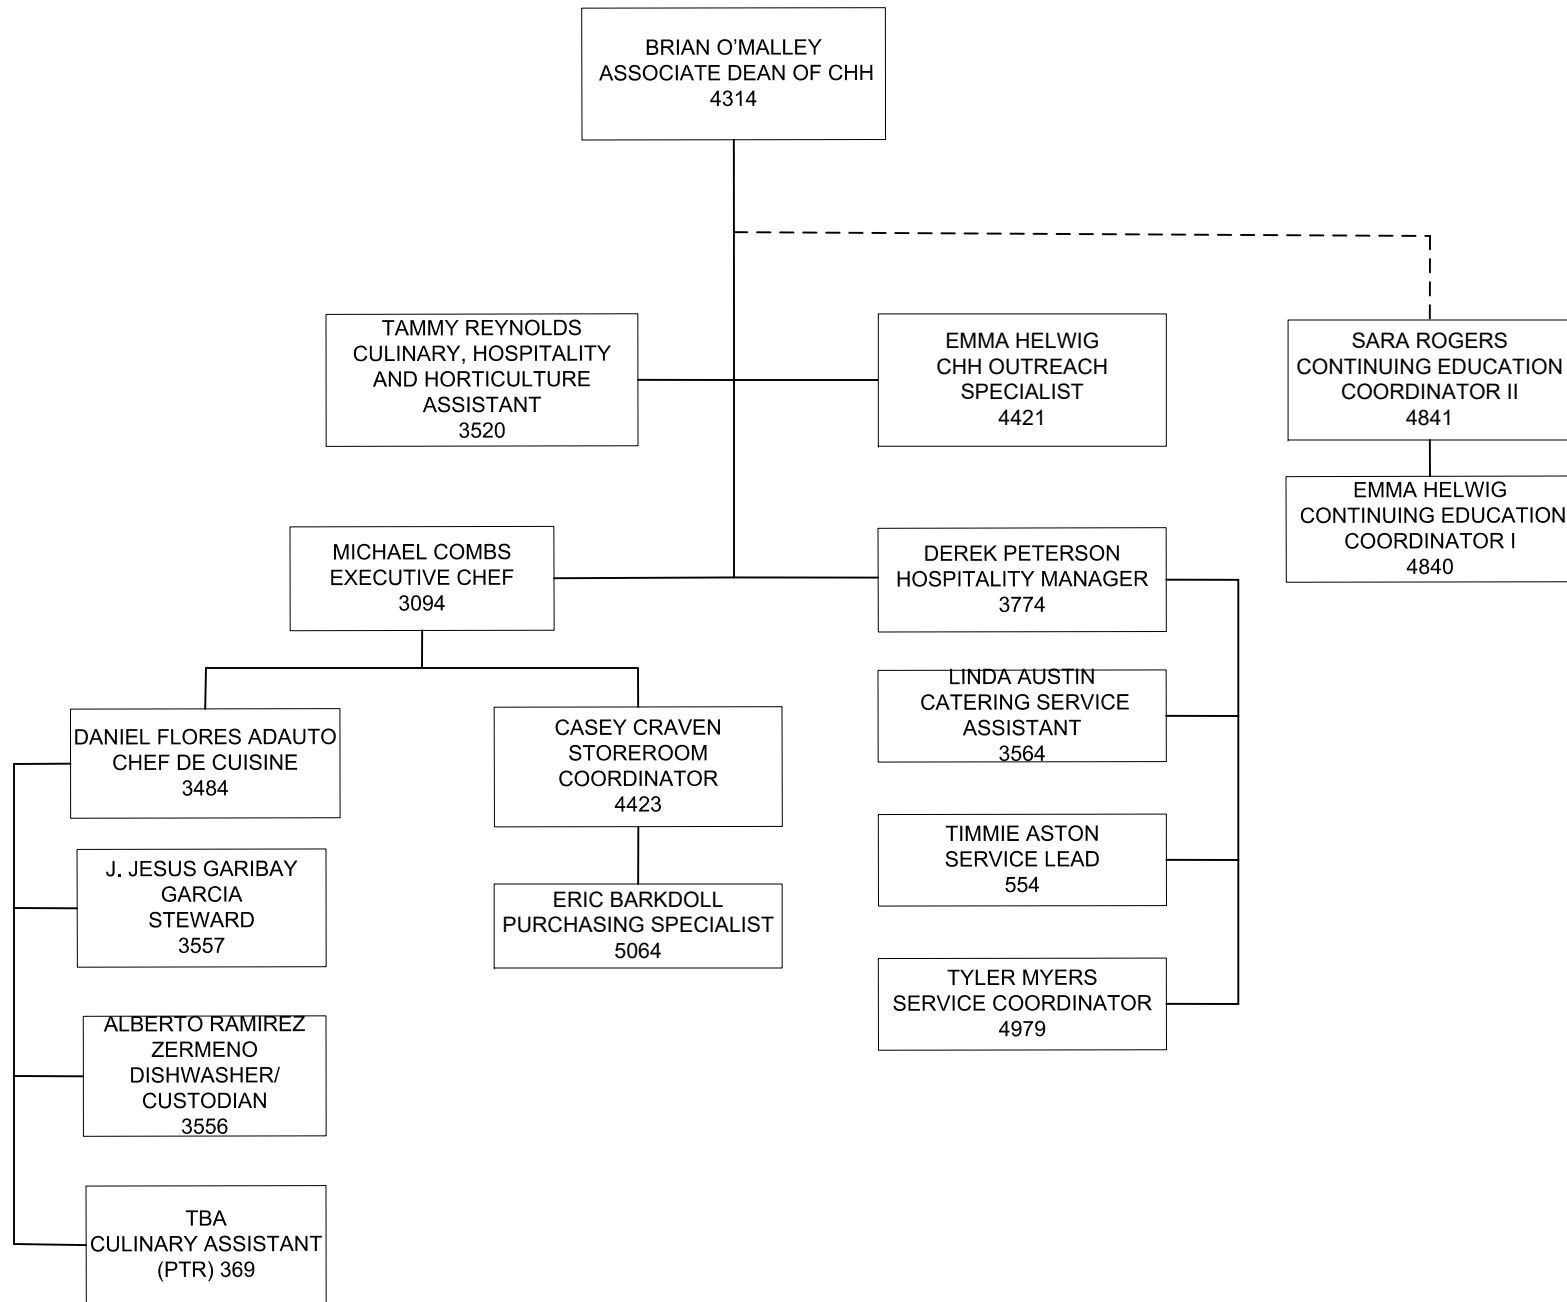 BRIAN O'MALLEY
ASSOCIATE DEAN OF CHH
4314
TAMMY REYNOLDS
CULINARY, HOSPITALITY
AND HORTICULTURE
ASSISTANT
3520
EMMA HELWIG
CHH OUTREACH
SPECIALIST
4421
SARA ROGERS
CONTINUING EDUCATION
COORDINATOR II
4841
EMMA HELWIG
CONTINUING EDUCATION
COORDINATOR I
4840
MICHAEL COMBS
EXECUTIVE CHEF
3094
DEREK PETERSON
HOSPITALITY MANAGER
3774
DANIEL FLORES ADAUTO
CHEF DE CUISINE
3484
CASEY CRAVEN
STOREROOM
COORDINATOR
4423
LINDA AUSTIN
CATERING SERVICE
ASSISTANT
3564
J. JESUS GARIBAY
GARCIA
STEWARD
3557
ERIC BARKDOLL
PURCHASING SPECIALIST
5064
TIMMIE ASTON
SERVICE LEAD
554
ALBERTO RAMIREZ
ZERMENO
DISHWASHER/
CUSTODIAN
3556
TYLER MYERS
SERVICE COORDINATOR
4979
TBA
CULINARY ASSISTANT
(PTR) 369